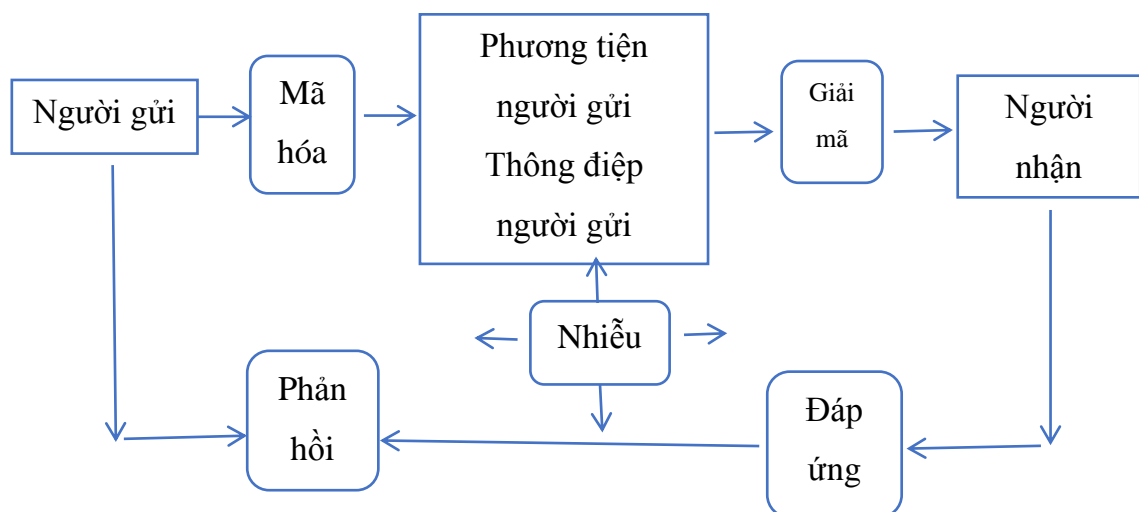 Người gửi
Mã
hóa
Phương tiện
người gửi
Thông điệp
người gửi
Giải
mã
Người
nhận
Nhiễu
Phản
hồi
Đáp
ứng